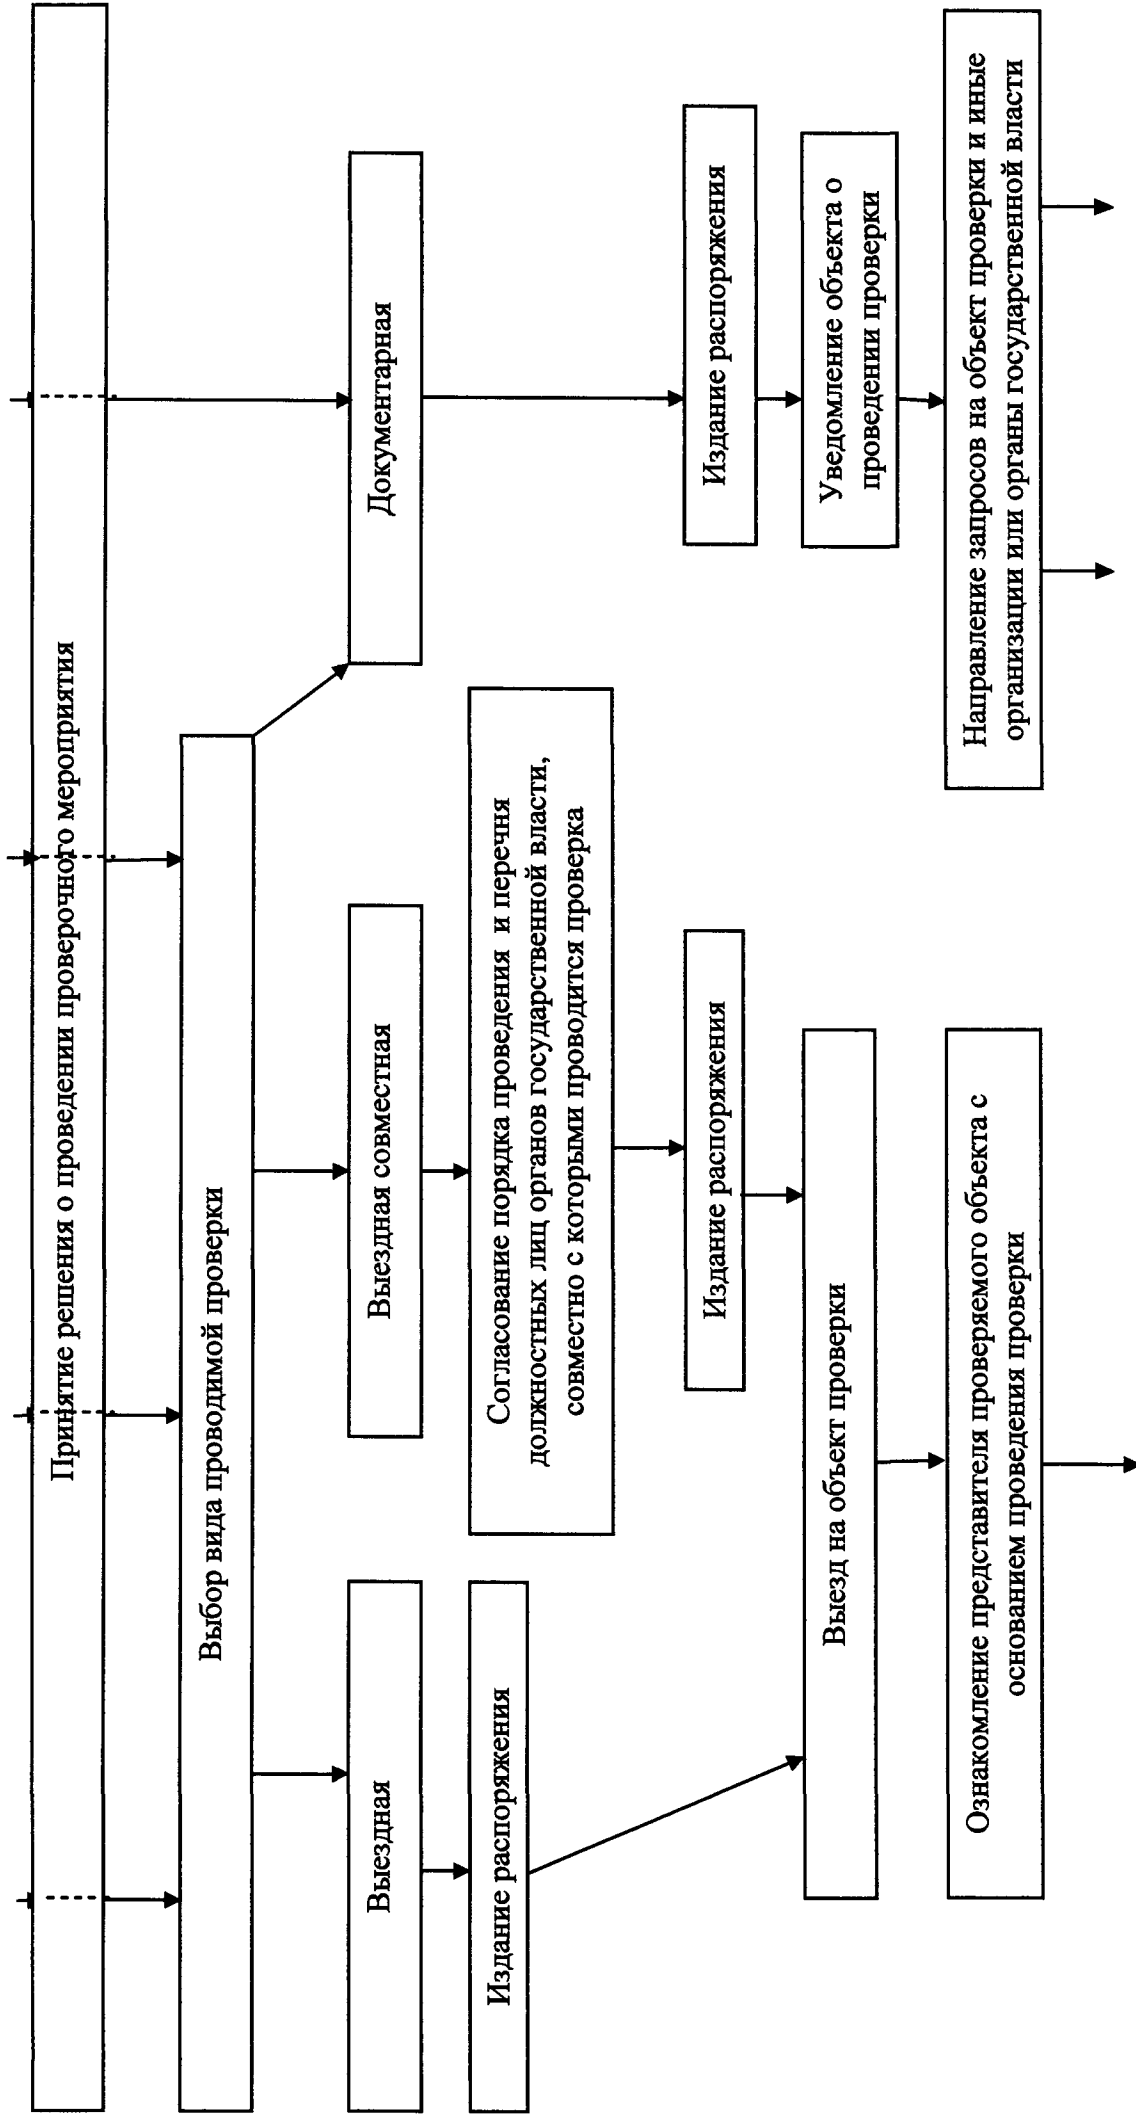 Принятие решения о проведении проверочного мероприятия
Выбор вида проводимой проверки
Выездная
Выездная совместная
Документарная
Издание распоряжения
Согласование порядка проведения и перечня
должностных лиц органов государственной власти,
совместно с которыми проводится проверка
Издание распоряжения
Издание распоряжения
Выезд на объект проверки
Уведомление объекта о
проведении проверки
Ознакомление представителя проверяемого объекта с
основанием проведения проверки
Направление запросов на объект проверки и иные
организации или органы государственной власти